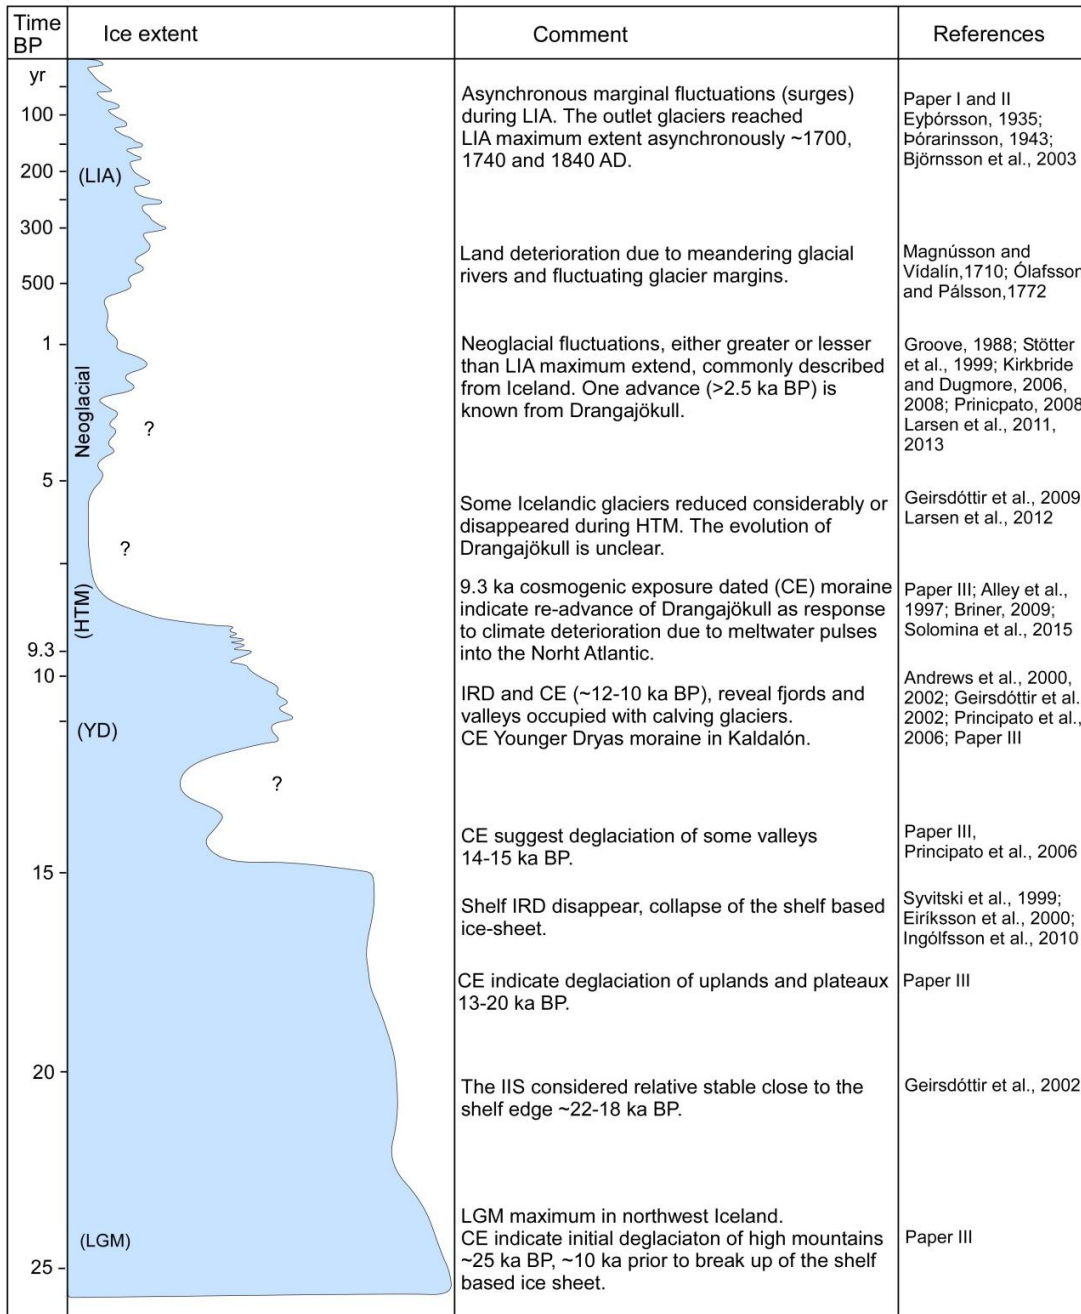 Time BP
Ice extent
Comment
References
yr
100
200
(LIA)
300
500
1
Neoglacial
?
5
?
(HTM)
9.3
10
(YD)
?
15
20
(LGM)
25
Asynchronous marginal fluctuations (surges)
during LIA. The outlet glaciers reached
LIA maximum extent asynchronously ~1700,
1740 and 1840 AD.
Paper I and II
Eyþórsson, 1935;
Þórarinsson, 1943;
Björnsson et al., 2003
Land deterioration due to meandering glacial
rivers and fluctuating glacier margins.
Magnússon and
Vídalín,1710; Ólafsson
and Pálsson,1772
Neoglacial fluctuations, either greater or lesser
than LIA maximum extend, commonly described
from Iceland. One advance (>2.5 ka BP) is
known from Drangajökull.
Groove, 1988; Stötter
et al., 1999; Kirkbride
and Dugmore, 2006,
2008; Prinicpato, 2008
Larsen et al., 2011,
2013
Some Icelandic glaciers reduced considerably or
disappeared during HTM. The evolution of
Drangajökull is unclear.
Geirsdóttir et al., 2009
Larsen et al., 2012
9.3 ka cosmogenic exposure dated (CE) moraine
indicate re-advance of Drangajökull as response
to climate deterioration due to meltwater pulses
into the Norht Atlantic.
Paper III; Alley et al.,
1997; Briner, 2009;
Solomina et al., 2015
IRD and CE (~12-10 ka BP), reveal fjords and
valleys occupied with calving glaciers.
CE Younger Dryas moraine in Kaldalón.
Andrews et al., 2000,
2002; Geirsdóttir et al.
2002; Principato et al.,
2006; Paper III
CE suggest deglaciation of some valleys
14-15 ka BP.
Paper III,
Principato et al., 2006
Shelf IRD disappear, collapse of the shelf based
ice-sheet.
Syvitski et al., 1999;
Eiríksson et al., 2000;
Ingólfsson et al., 2010
CE indicate deglaciation of uplands and plateaux
13-20 ka BP.
Paper III
The IIS considered relative stable close to the
shelf edge ~22-18 ka BP.
Geirsdóttir et al., 2002
LGM maximum in northwest Iceland.
CE indicate initial deglaciaton of high mountains
~25 ka BP, ~10 ka prior to break up of the shelf
based ice sheet.
Paper III